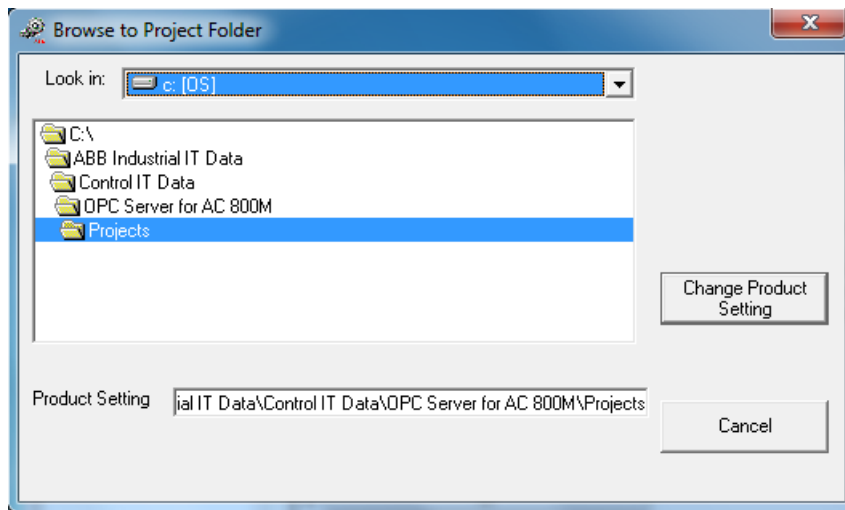 Browse to Project Folder
Look in:
c: [OS]
C:\
ABB Industrial IT Data
Control IT Data
OPC Server for AC 800M
Projects
Change Product
Setting
Product Setting
ial IT Data\Control IT Data\OPC Server for AC 800M\Projects
Cancel